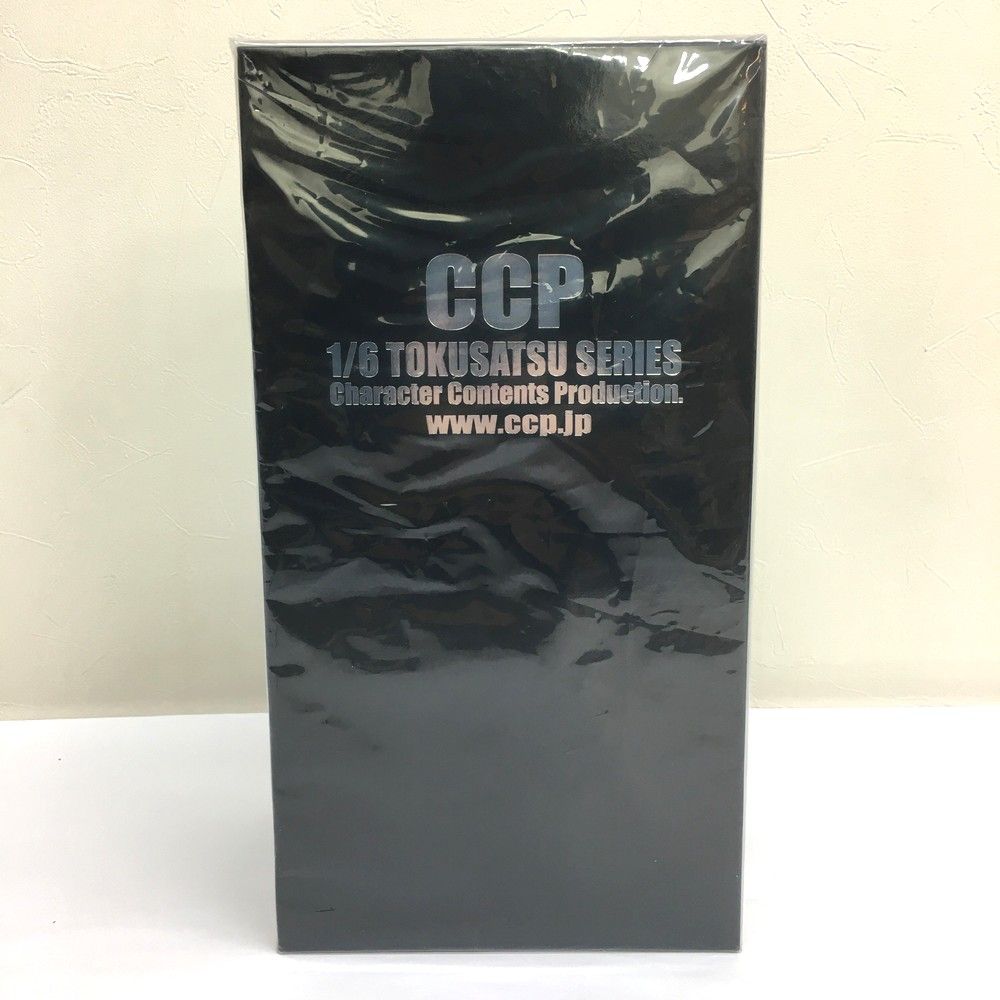 CCP
1/6 TOKUSATSU SERIES
Character Contents Production.
www.ccp.jp